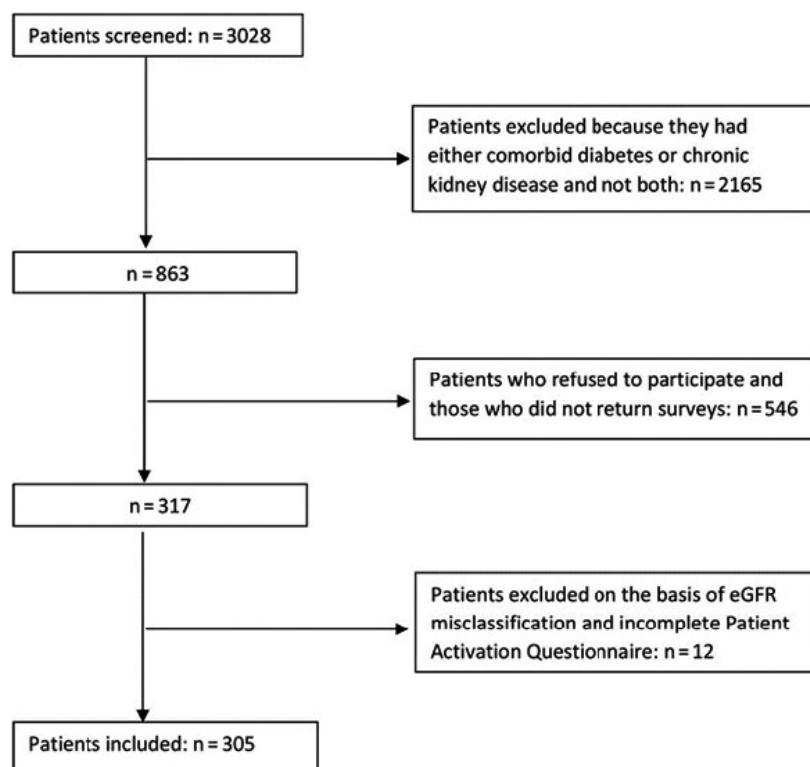 Patients screened: n = 3028
Patients excluded because they had
either comorbid diabetes or chronic
kidney disease and not both: n = 2165
n = 863
Patients who refused to participate and
those who did not return surveys: n = 546
n = 317
Patients excluded on the basis of eGFR
misclassification and incomplete Patient
Activation Questionnaire: n = 12
Patients included: n = 305